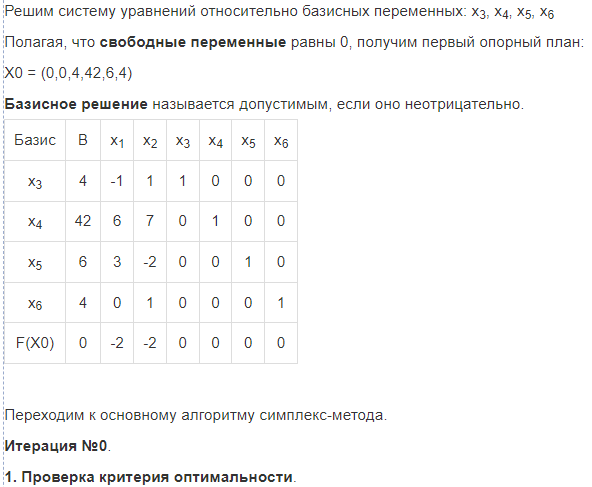 Решим систему уравнений относительно базисных переменных: x3, x4, x5, x6
Полагая, что свободные переменные равны 0, получим первый опорный план:
X0 = (0,0,4,42,6,4)
Базисное решение называется допустимым, если оно неотрицательно.
Базис B x1 x2 x3 x4 x5 x6
x3 4 -1 1 1 0 0 0
x4 42 6 7 0 1 0 0
x5 6 3 -2 0 0 1 0
x6 4 0 1 0 0 0 1
F(X0) 0 -2 -2 0 0 0 0
Переходим к основному алгоритму симплекс-метода.
Итерация №0.
1. Проверка критерия оптимальности.